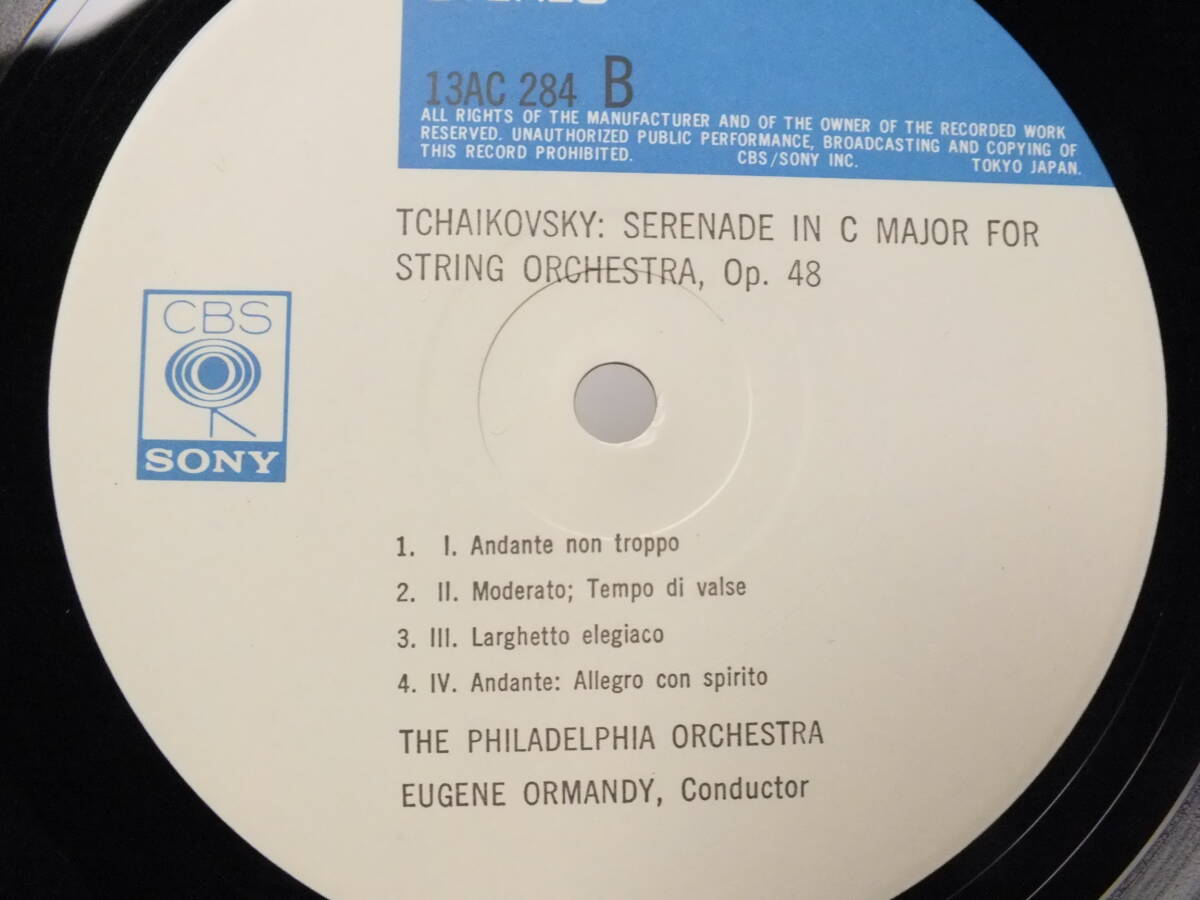 STEREO
13AC 284 B
ALL RIGHTS OF THE MANUFACTURER AND OF THE OWNER OF THE RECORDED WORK
RESERVED. UNAUTHORIZED PUBLIC PERFORMANCE, BROADCASTING AND COPYING OF
THIS RECORD PROHIBITED. CBS/SONY INC. TOKYO JAPAN.
TCHAIKOVSKY: SERENADE IN C MAJOR FOR
STRING ORCHESTRA, Op. 48
CBS
SONY
1. I. Andante non troppo
2. II. Moderato; Tempo di valse
3. III. Larghetto elegiaco
4. IV. Andante: Allegro con spirito
THE PHILADELPHIA ORCHESTRA
EUGENE ORMANDY, Conductor